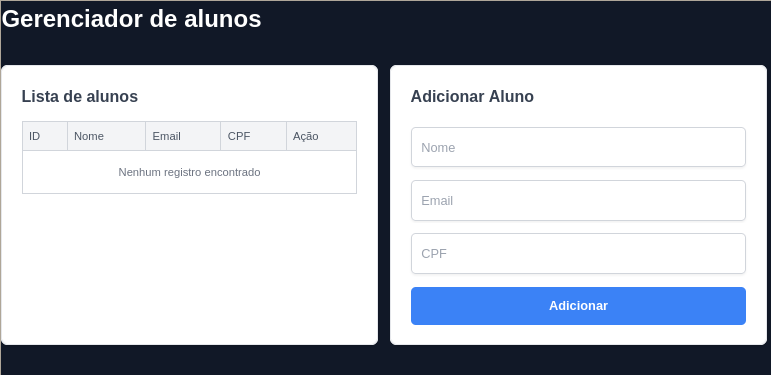 Gerenciador de alunos
Lista de alunos
ID Nome Email CPF Ação
Nenhum registro encontrado
Adicionar Aluno
Nome
Email
CPF
Adicionar